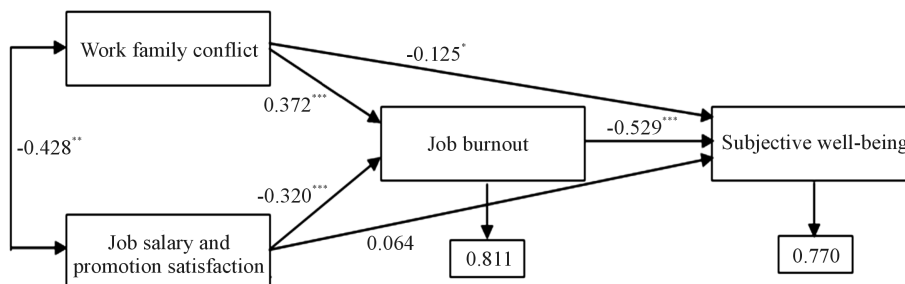 Work family conflict
-0.125*
0.372***
-0.428**
Job burnout
-0.529***
Subjective well-being
-0.320***
Job salary and
promotion satisfaction
0.064
0.811
0.770